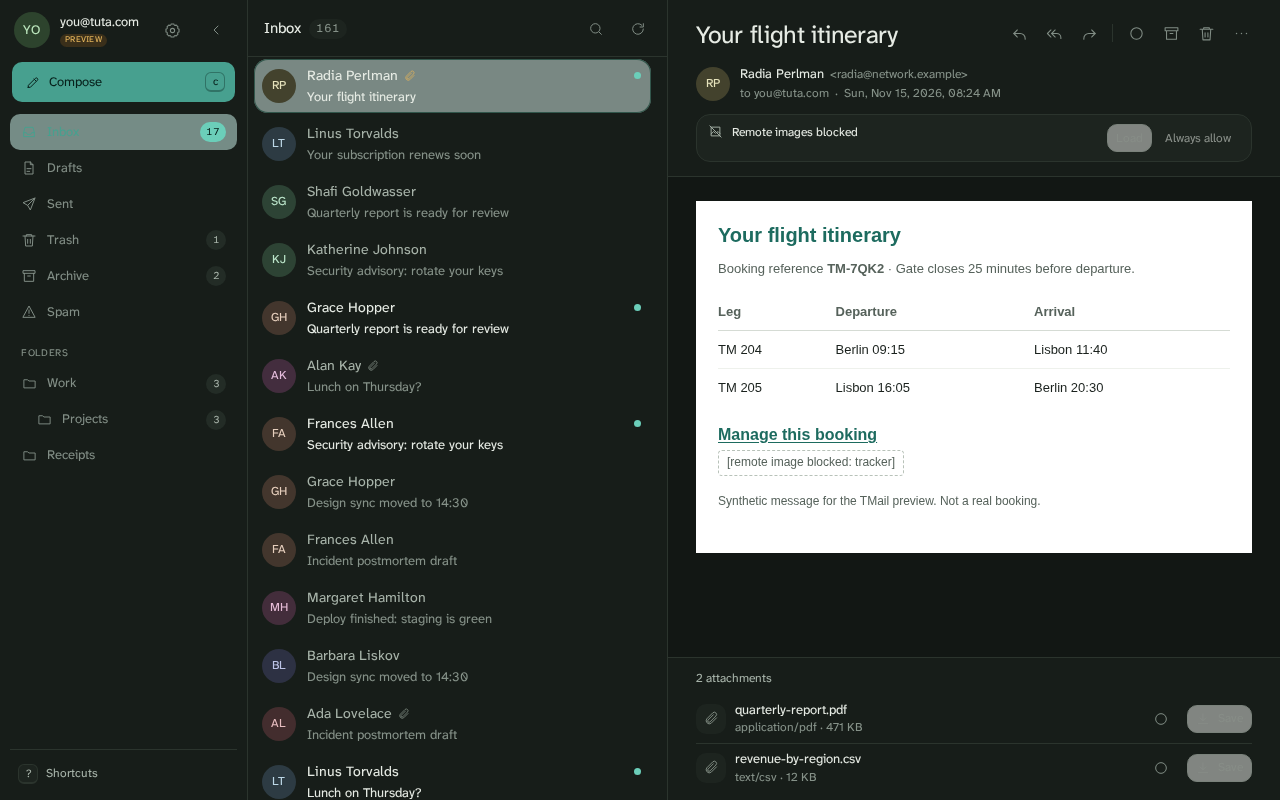 YO
you@tuta.com
PREVIEW
Compose
c
17
Drafts
Sent
Trash
1
Archive
2
Spam
FOLDERS
Work
3
Projects
3
Receipts
?
Shortcuts
Inbox
161
RP
Radia Perlman
Your flight itinerary
LT
Linus Torvalds
Your subscription renews soon
SG
Shafi Goldwasser
Quarterly report is ready for review
KJ
Katherine Johnson
Security advisory: rotate your keys
GH
Grace Hopper
Quarterly report is ready for review
AK
Alan Kay
Lunch on Thursday?
FA
Frances Allen
Security advisory: rotate your keys
GH
Grace Hopper
Design sync moved to 14:30
FA
Frances Allen
Incident postmortem draft
MH
Margaret Hamilton
Deploy finished: staging is green
BL
Barbara Liskov
Design sync moved to 14:30
AL
Ada Lovelace
Incident postmortem draft
LT
Linus Torvalds
Lunch on Thursday?
Your flight itinerary
RP
Radia Perlman <radia@network.example>
to you@tuta.com · Sun, Nov 15, 2026, 08:24 AM
Remote images blocked
Always allow
Your flight itinerary
Booking reference TM-7QK2 · Gate closes 25 minutes before departure.
Leg Departure Arrival
TM 204 Berlin 09:15 Lisbon 11:40
TM 205 Lisbon 16:05 Berlin 20:30
Manage this booking
[remote image blocked: tracker]
Synthetic message for the TMail preview. Not a real booking.
2 attachments
quarterly-report.pdf
application/pdf · 471 KB
revenue-by-region.csv
text/csv · 12 KB